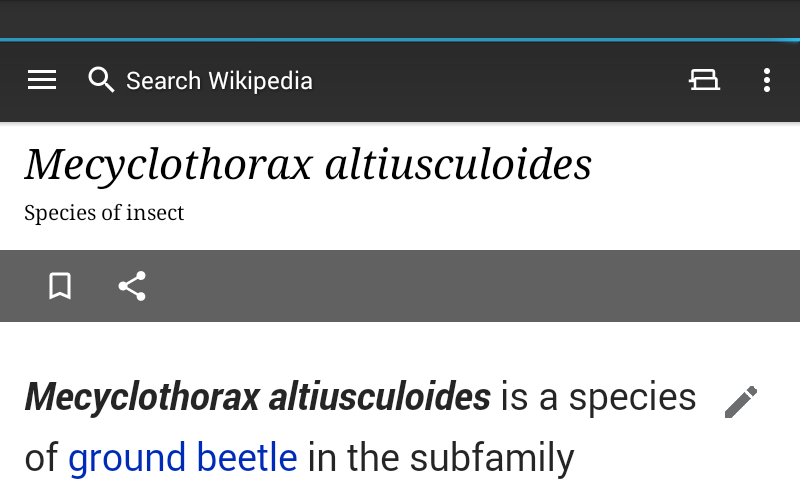 Search Wikipedia
Mecyclothorax altiusculoides
Species of insect
Mecyclothorax altiusculoides is a species
of ground beetle in the subfamily